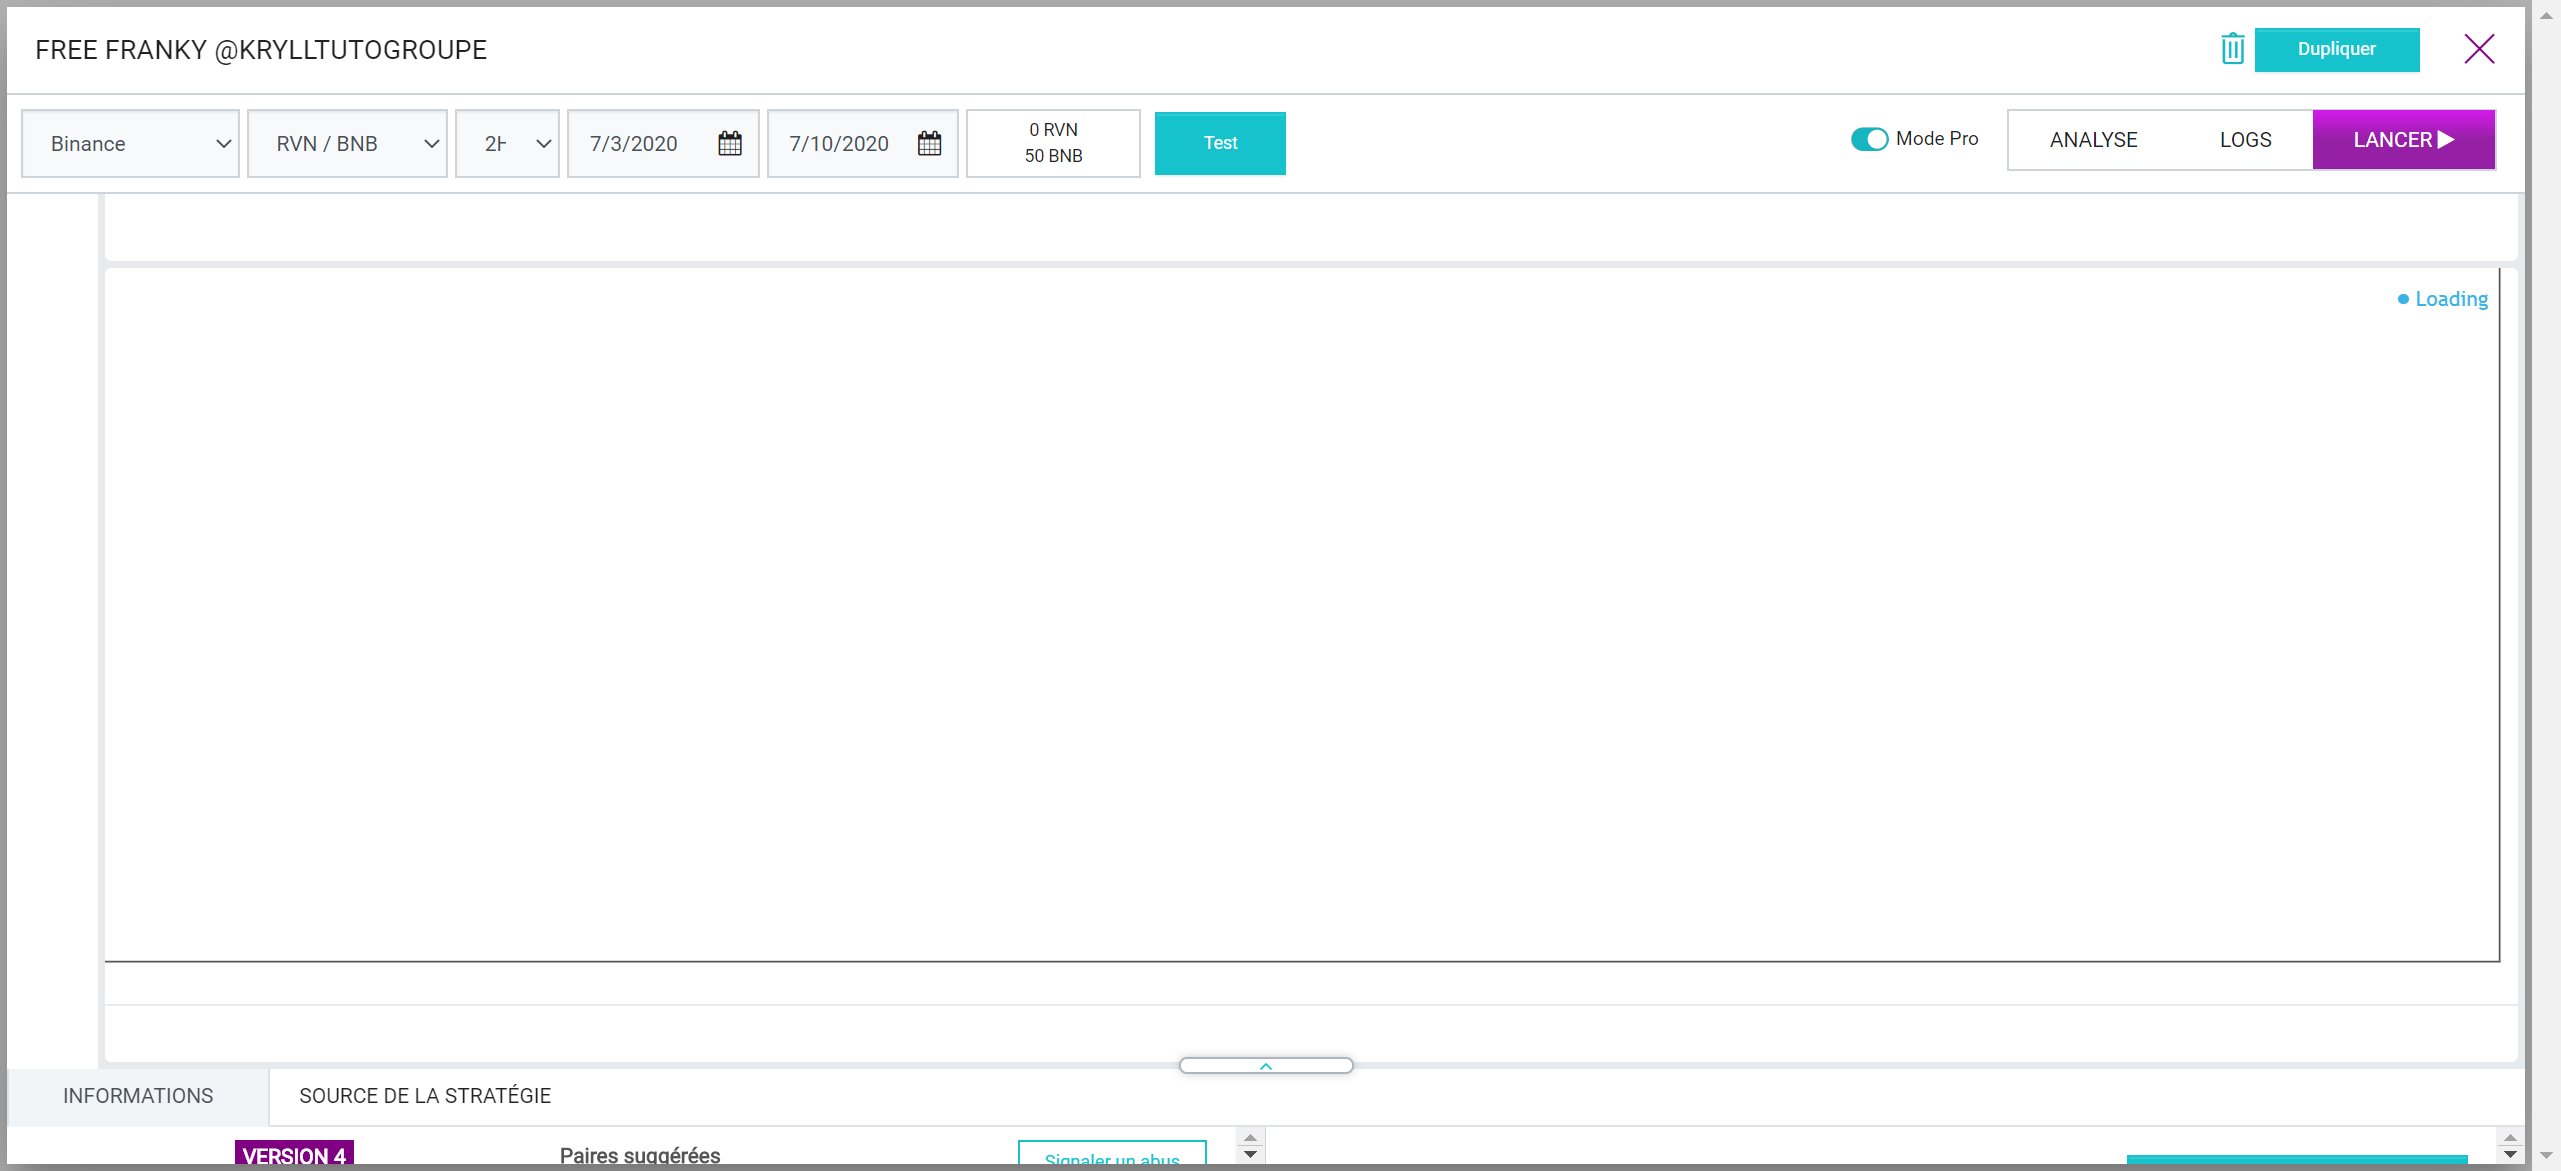 FREE FRANKY @KRYLLTUTOGROUPE
Dupliquer
Binance
RVN / BNB
2H
7/3/2020
7/10/2020
0 RVN
50 BNB
Test
Mode Pro
ANALYSE
LOGS
LANCER
Loading
INFORMATIONS
SOURCE DE LA STRATÉGIE
VERSION 4
Paires suggérées
Signaler un abus